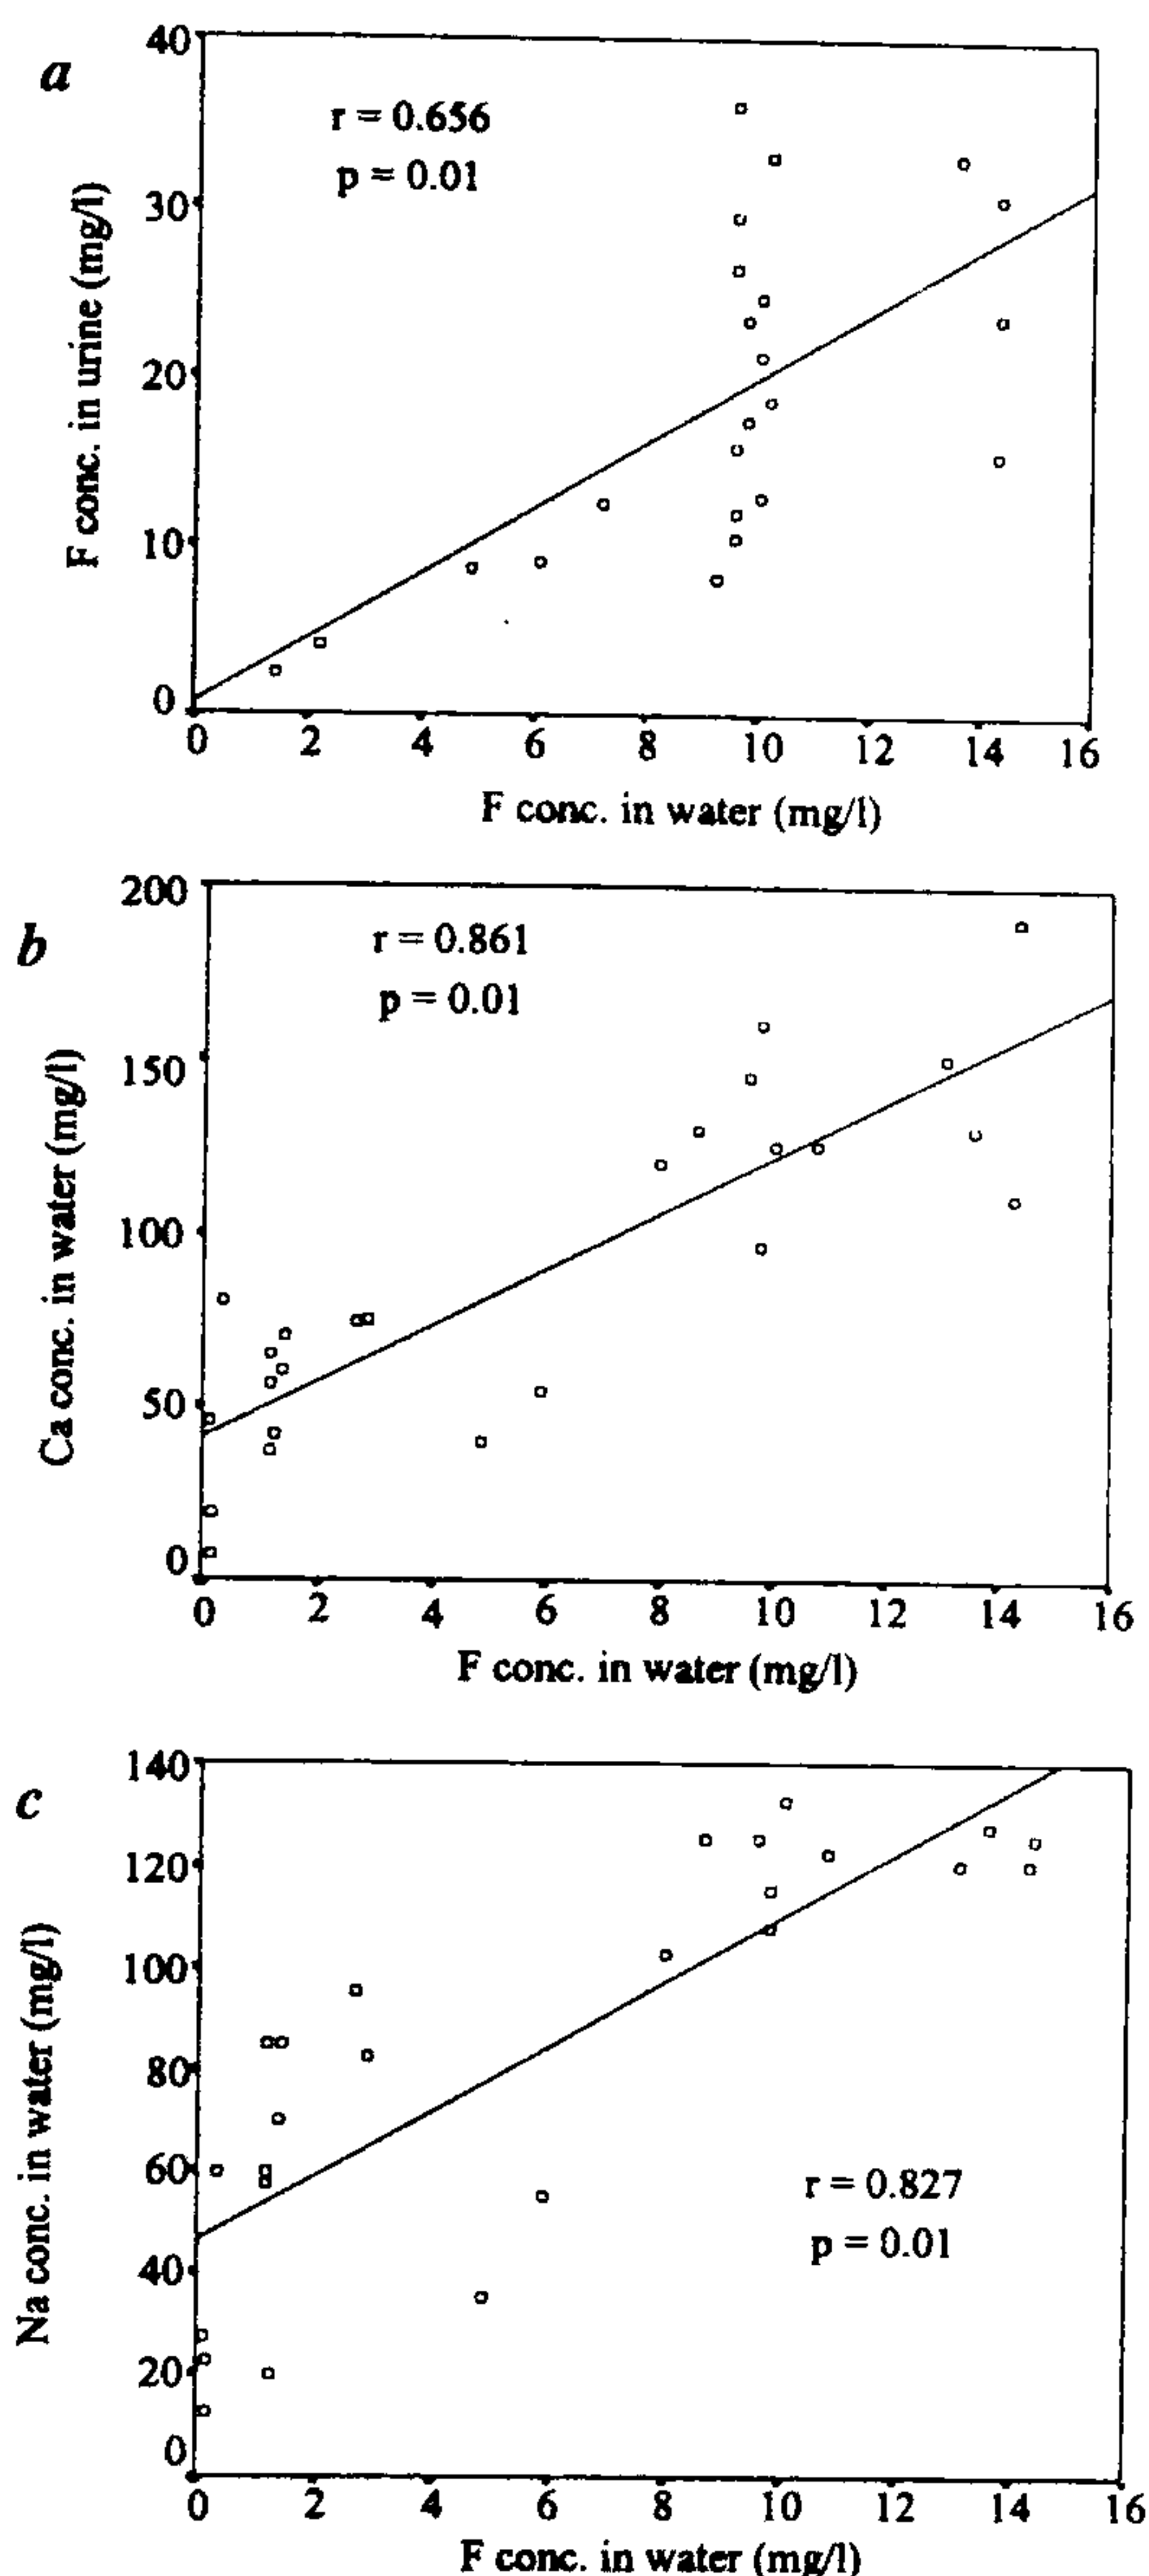 a
40
r = 0.656
p = 0.01
30
20
10
0
F conc. in urine (mg/l)
0 2 4 6 8 10 12 14 16
F conc. in water (mg/l)
b
200
r = 0.861
p = 0.01
150
100
50
0
Ca conc. in water (mg/l)
0 2 4 6 8 10 12 14 16
F conc. in water (mg/l)
c
140
120
100
80
60
r = 0.827
p = 0.01
40
20
0
Na conc. in water (mg/l)
0 2 4 6 8 10 12 14 16
F conc. in water (mg/l)